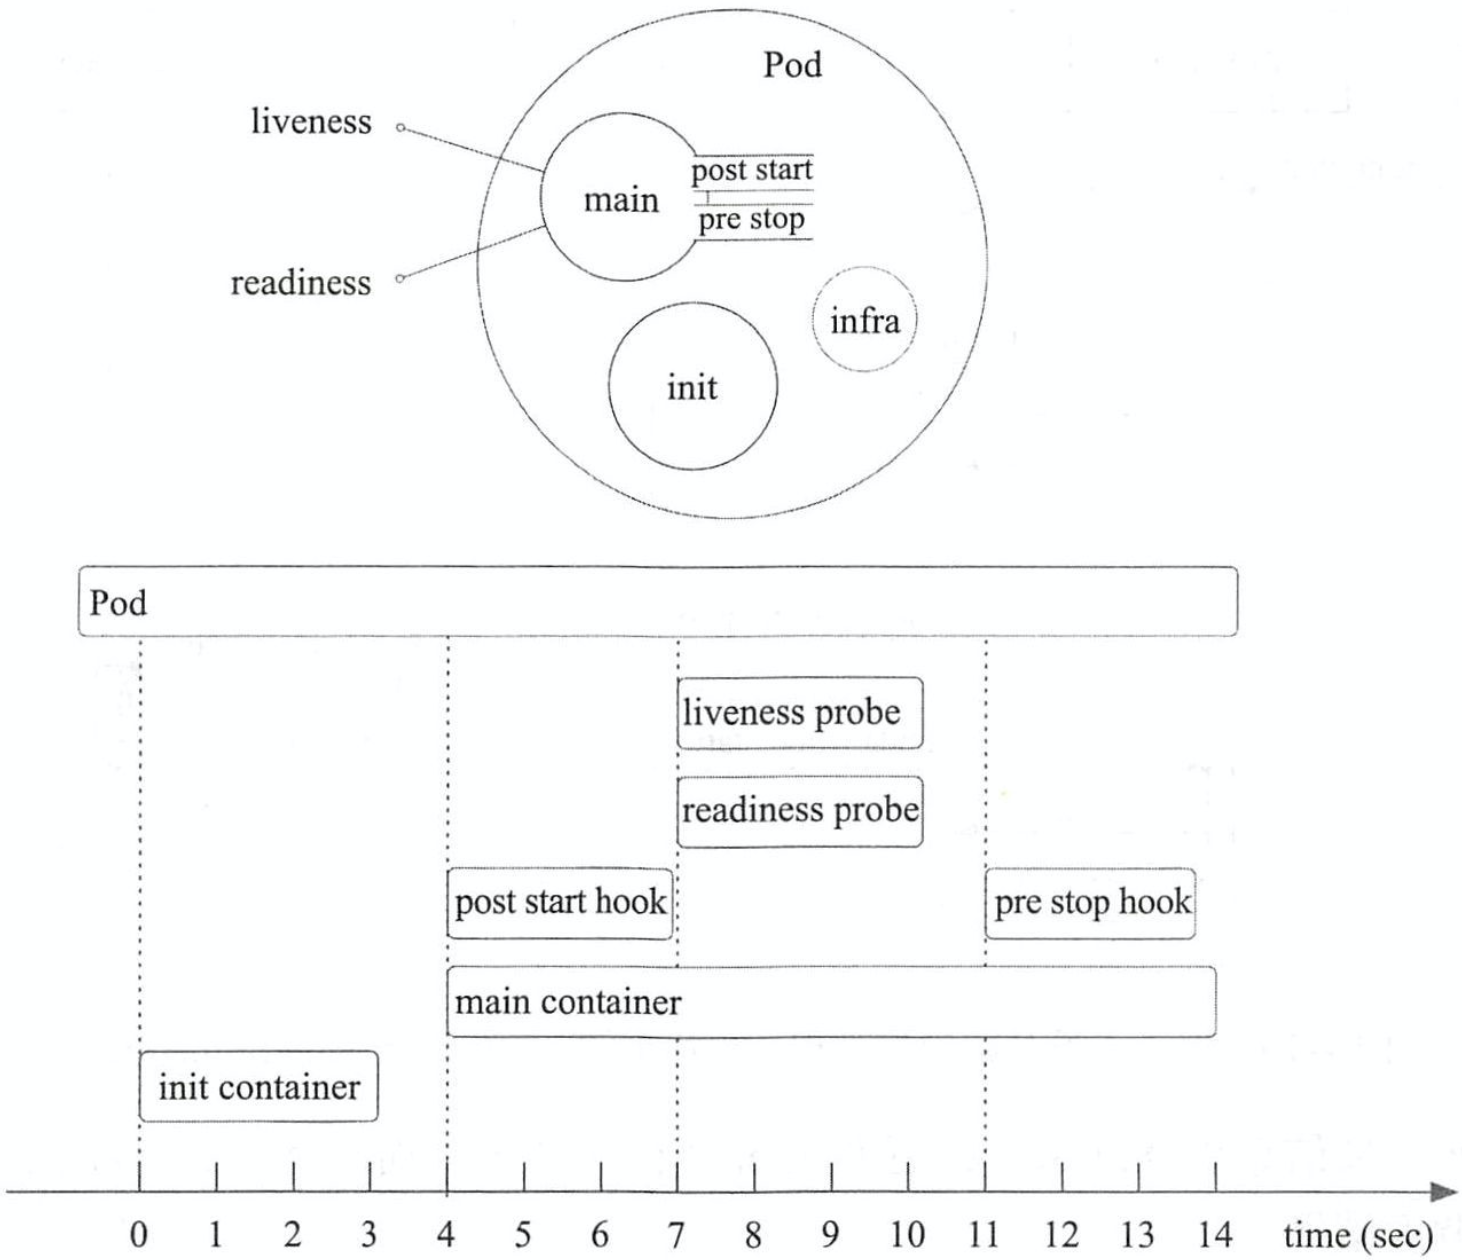 Pod
liveness
post start
main
pre stop
readiness
infra
init
Pod
liveness probe
readiness probe
post start hook
pre stop hook
main container
init container
0 1 2 3 4 5 6 7 8 9 10 11 12 13 14 time (sec)